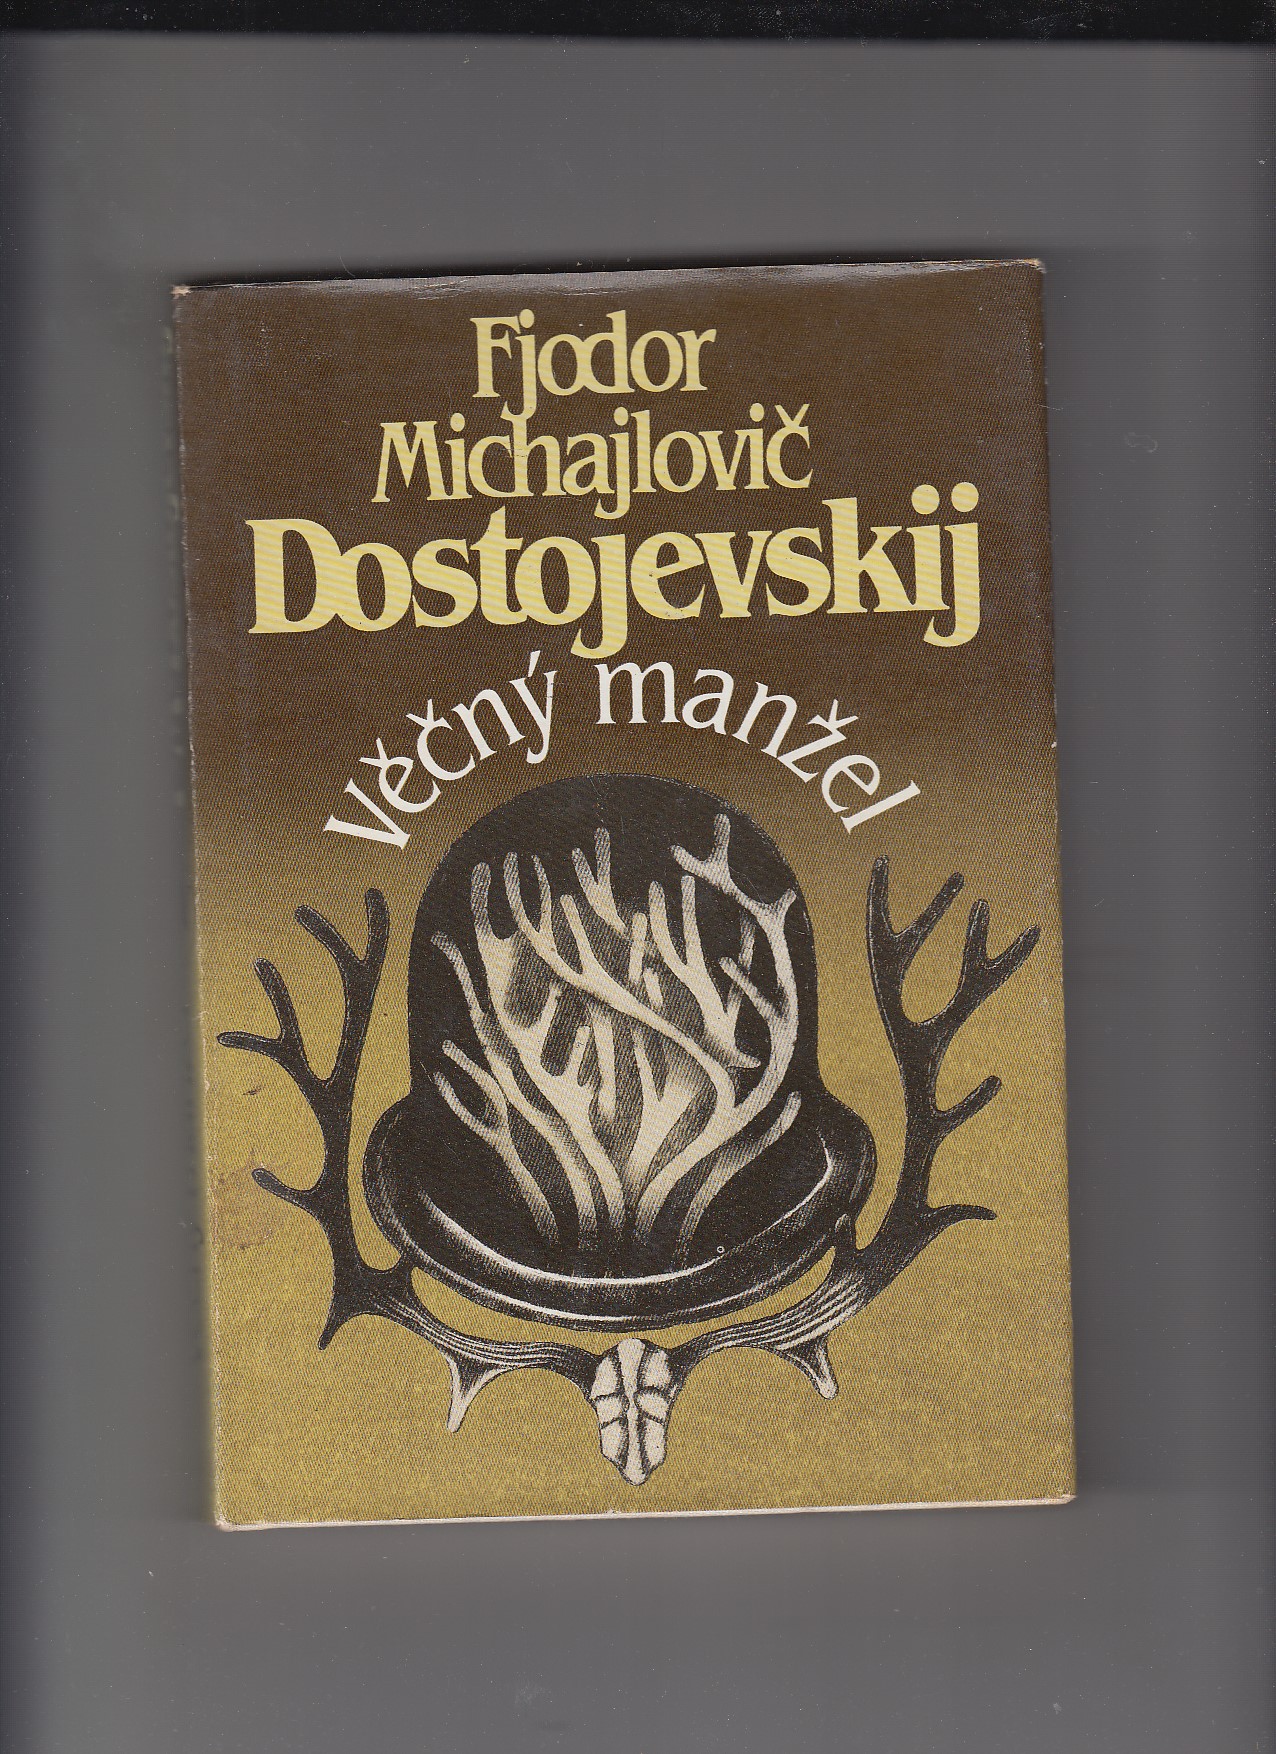 Fjodor
Michajlovič
Dostojevskij
Věčný manžel